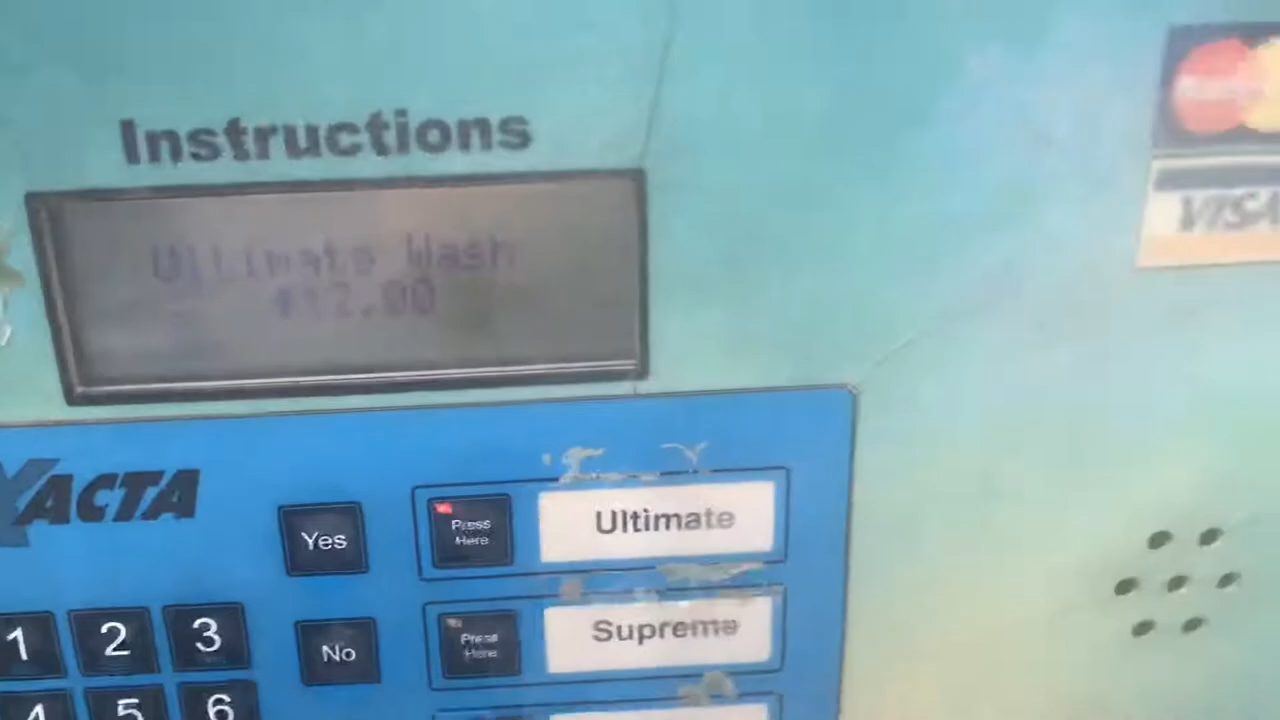 Instructions
Ultimate Wash
$12.00
VISA
XACTA
Yes
Press
Here
Ultimate
1
2
3
No
Press
Here
Supreme
4
5
6